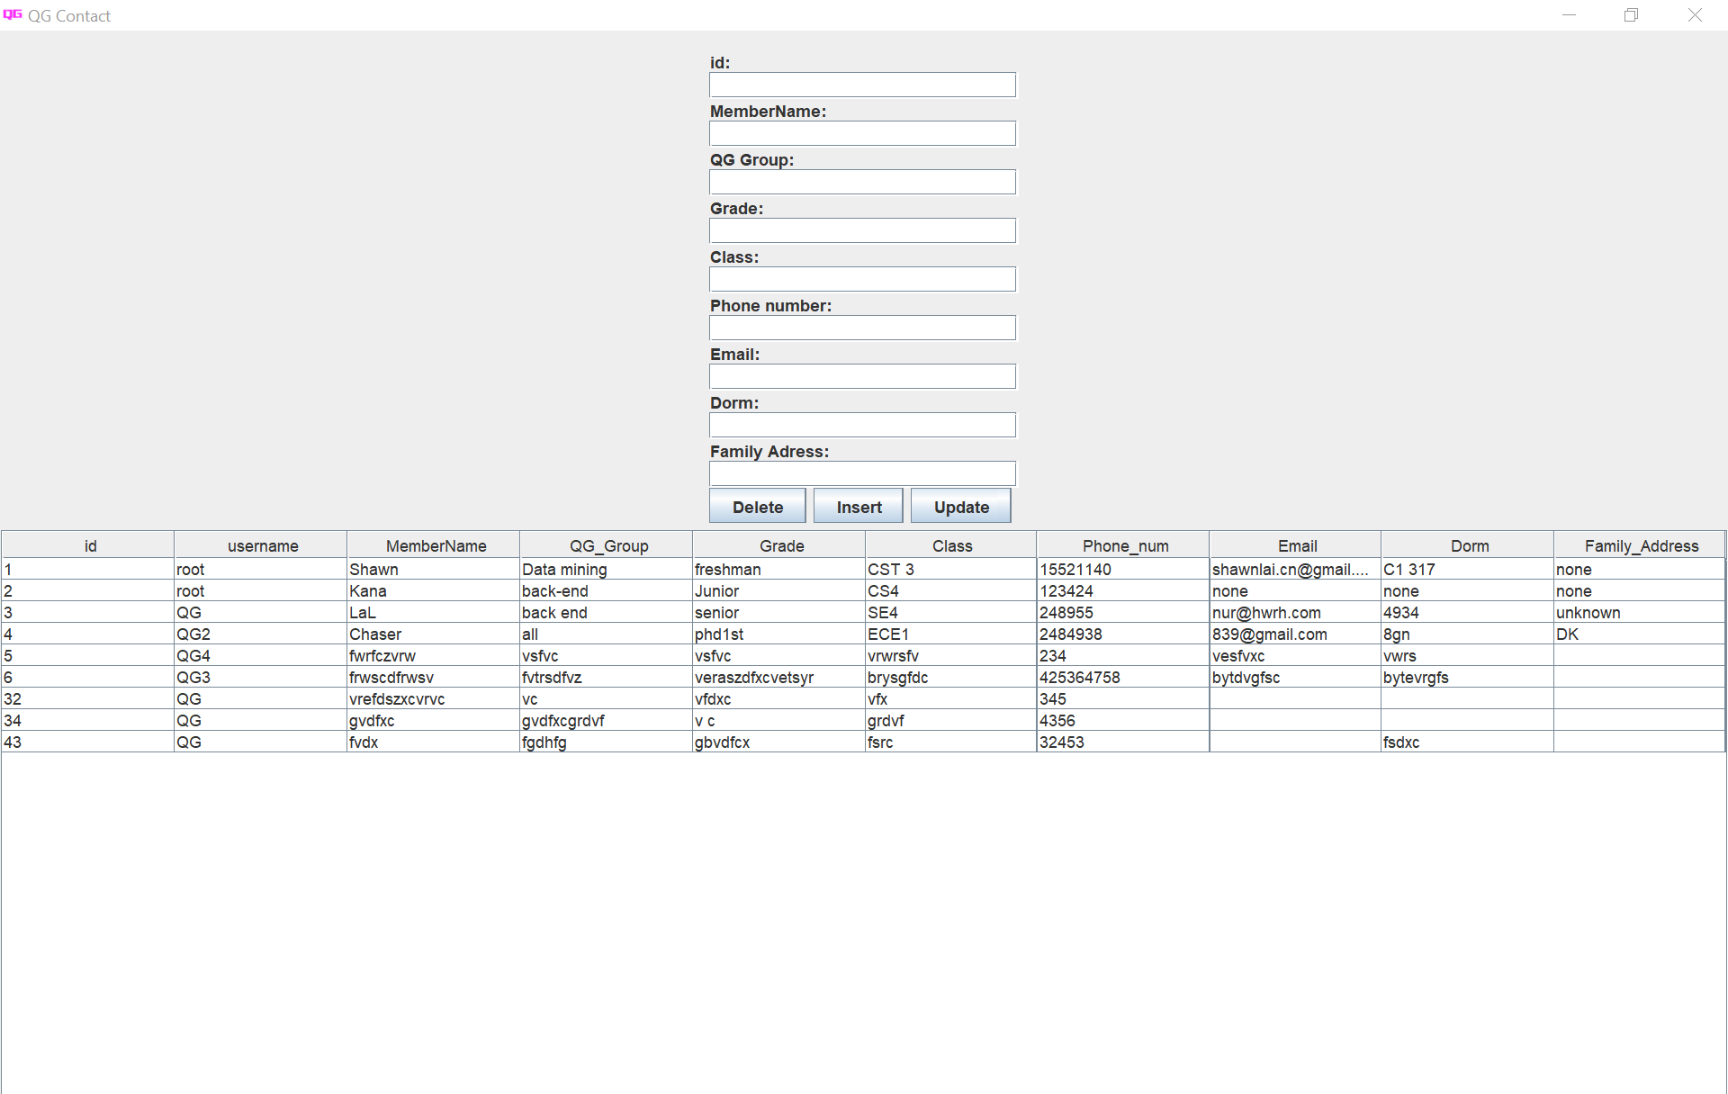 QG QG Contact
id:
MemberName:
QG Group:
Grade:
Class:
Phone number:
Email:
Dorm:
Family Adress:
Delete Insert Update
id username MemberName QG_Group Grade Class Phone_num Email Dorm Family_Address
1 root Shawn Data mining freshman CST 3 15521140 shawnlai.cn@gmail.... C1 317 none
2 root Kana back-end Junior CS4 123424 none none none
3 QG LaL back end senior SE4 248955 nur@hwrh.com 4934 unknown
4 QG2 Chaser all phd1st ECE1 2484938 839@gmail.com 8gn DK
5 QG4 fwrfczvrw vsfvc vsfvc vrwrsfv 234 vesfvxc vwrs
6 QG3 frwscdfrwsv fvtrsdfvz veraszdfxcvetsyr brysgfdc 425364758 bytdvgfsc bytevrgfs
32 QG vrefdszxcvrvc vc vfdxc vfx 345
34 QG gvdfxc gvdfxcgrdvf v c grdvf 4356
43 QG fvdx fgdhfg gbvdfcx fsrc 32453 fsdxc